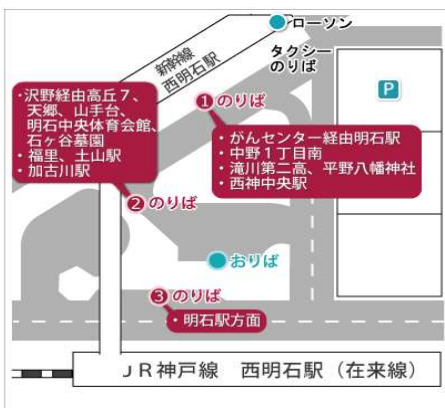 ローソン
タクシー
のりば
新幹線
西明石駅
P
・沢野経由高丘７、
天郷、山手台、
明石中央体育会館、
石ヶ谷墓園
・福里、土山駅
・加古川駅
❶のりば
・がんセンター経由明石駅
・中野１丁目南
・滝川第二高、平野八幡神社
・西神中央駅
❷のりば
おりば
❸のりば
・明石駅方面
ＪＲ神戸線　西明石駅（在来線）